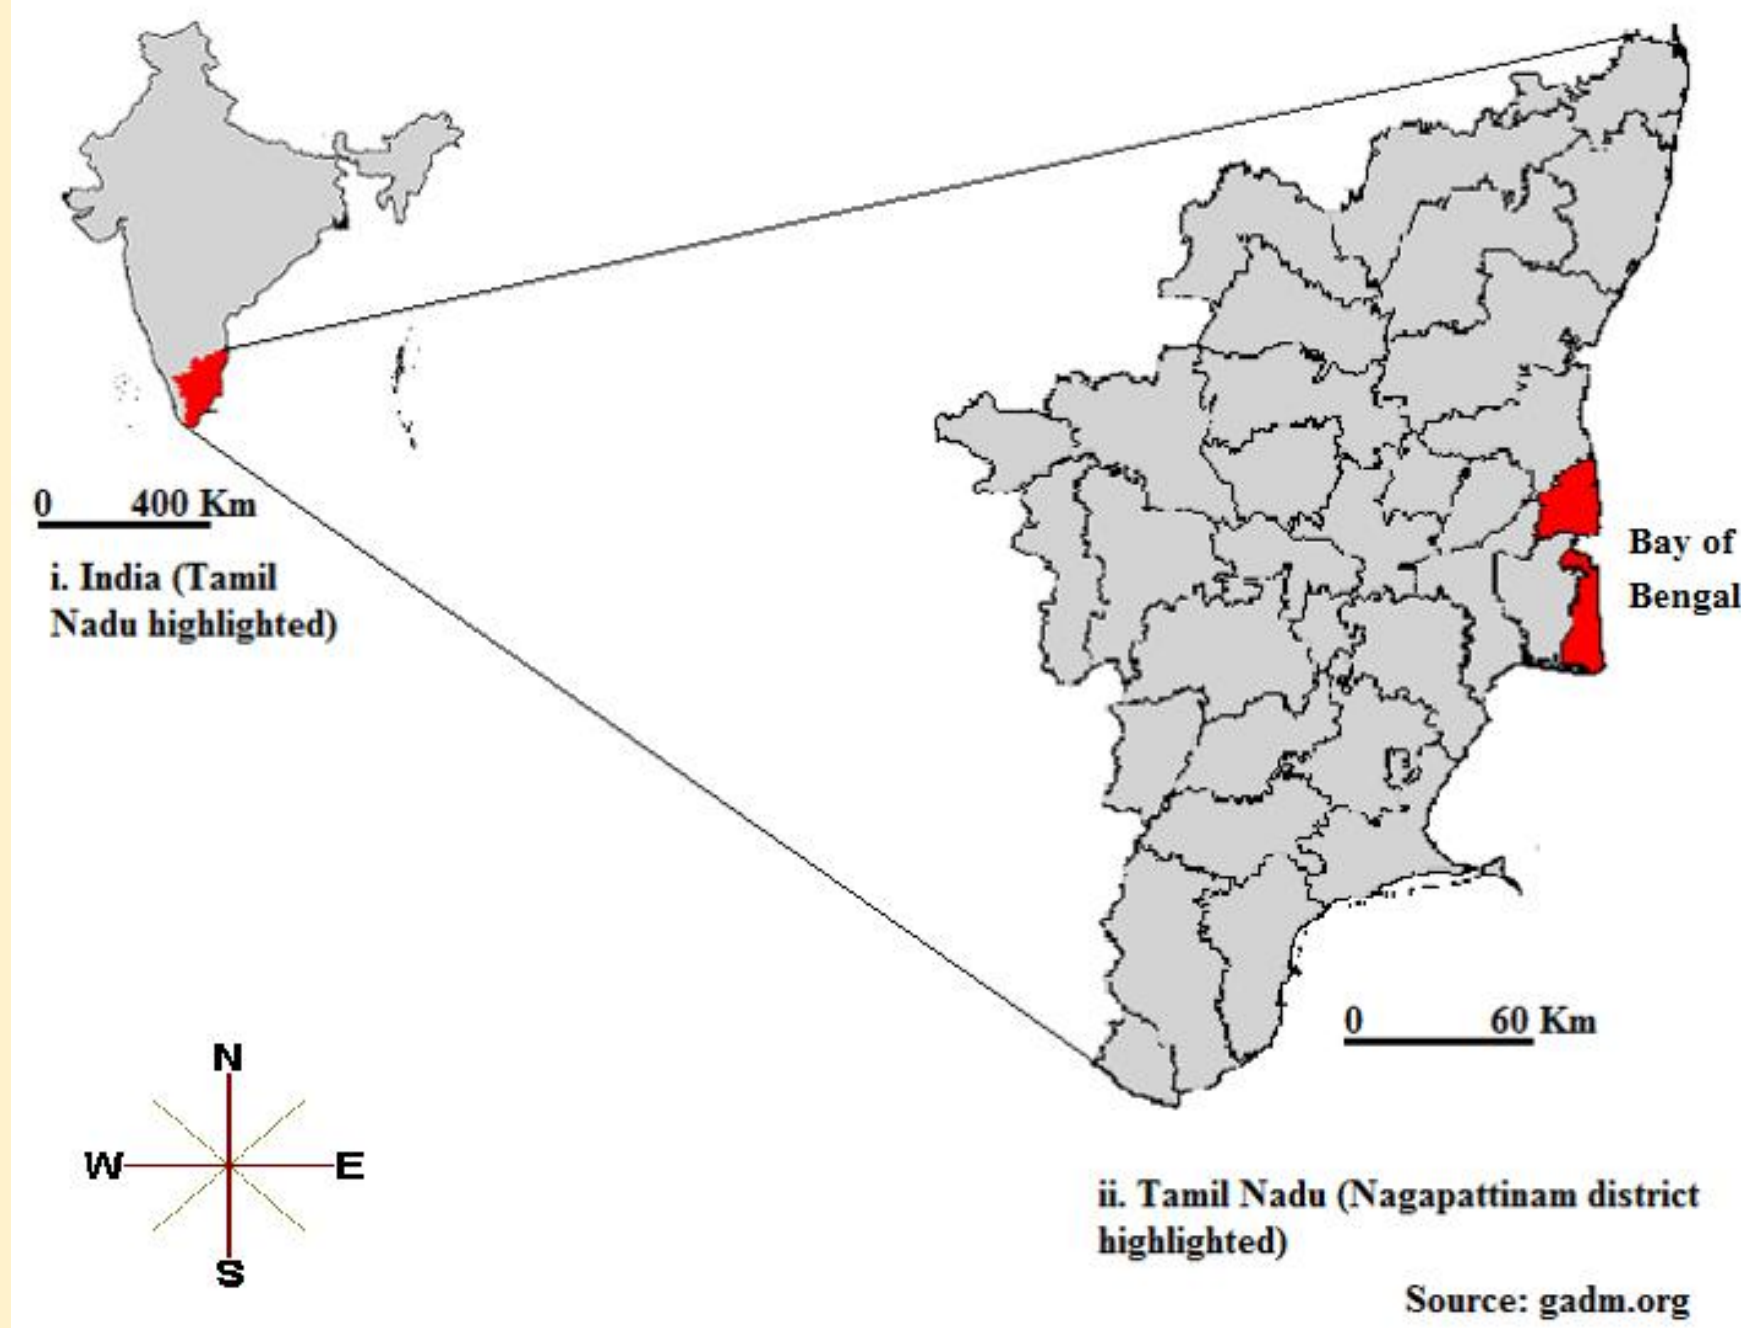 0 400 Km
i. India (Tamil
Nadu highlighted)
Bay of
Bengal
0 60 Km
N
W E
S
ii. Tamil Nadu (Nagapattinam district
highlighted)
Source: gadm.org